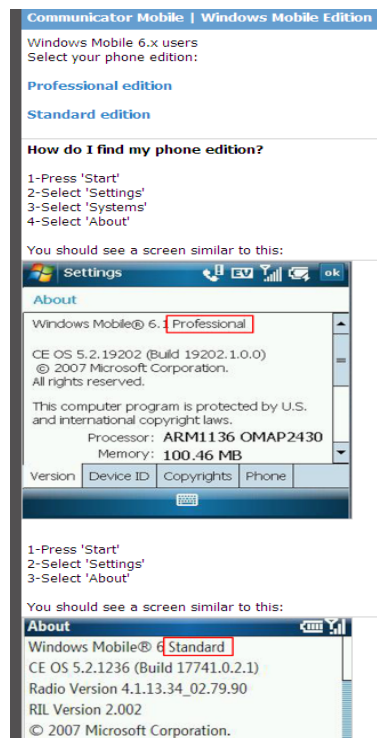 Communicator Mobile | Windows Mobile Edition
Windows Mobile 6.x users
Select your phone edition:
Professional edition
Standard edition
How do I find my phone edition?
1-Press 'Start'
2-Select 'Settings'
3-Select 'Systems'
4-Select 'About'
You should see a screen similar to this:
Settings EV ok
About
Windows Mobile® 6.1 Professional
CE OS 5.2.19202 (Build 19202.1.0.0)
© 2007 Microsoft Corporation.
All rights reserved.
This computer program is protected by U.S.
and international copyright laws.
Processor: ARM1136 OMAP2430
Memory: 100.46 MB
Version Device ID Copyrights Phone
1-Press 'Start'
2-Select 'Settings'
3-Select 'About'
You should see a screen similar to this:
About
Windows Mobile® 6 Standard
CE OS 5.2.1236 (Build 17741.0.2.1)
Radio Version 4.1.13.34_02.79.90
RIL Version 2.002
© 2007 Microsoft Corporation.